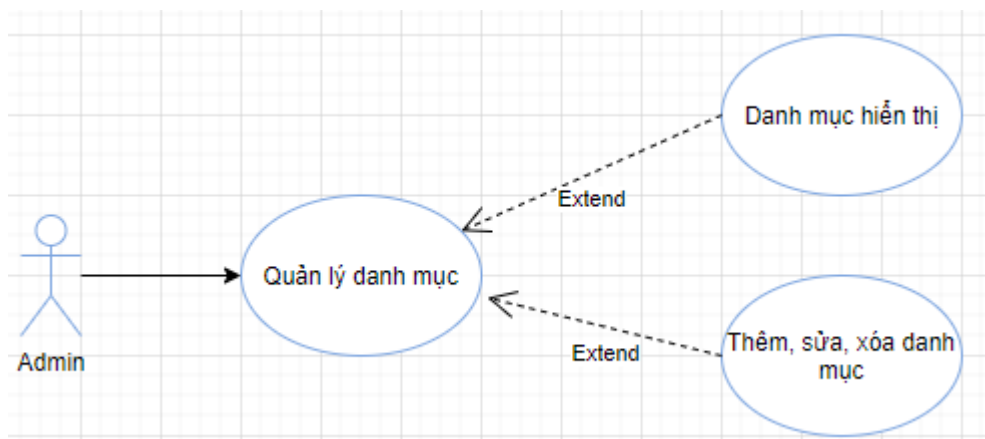 Danh mục hiển thị
Extend
Quản lý danh mục
Extend
Thêm, sửa, xóa danh
mục
Admin